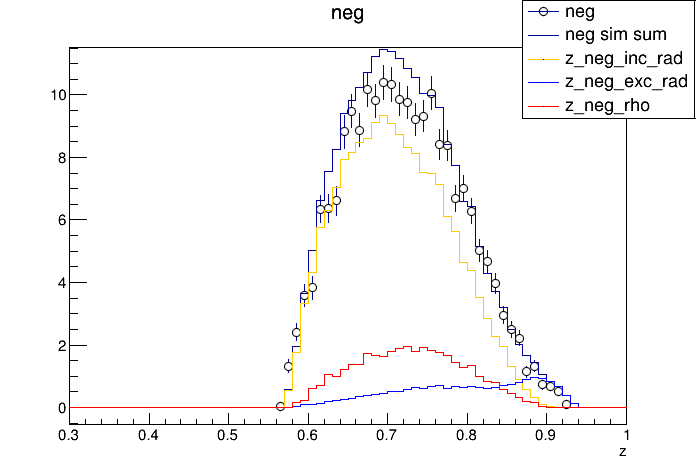 neg
neg
neg sim sum
z_neg_inc_rad
z_neg_exc_rad
z_neg_rho
10
8
6
4
2
0
0.3 0.4 0.5 0.6 0.7 0.8 0.9 1
z